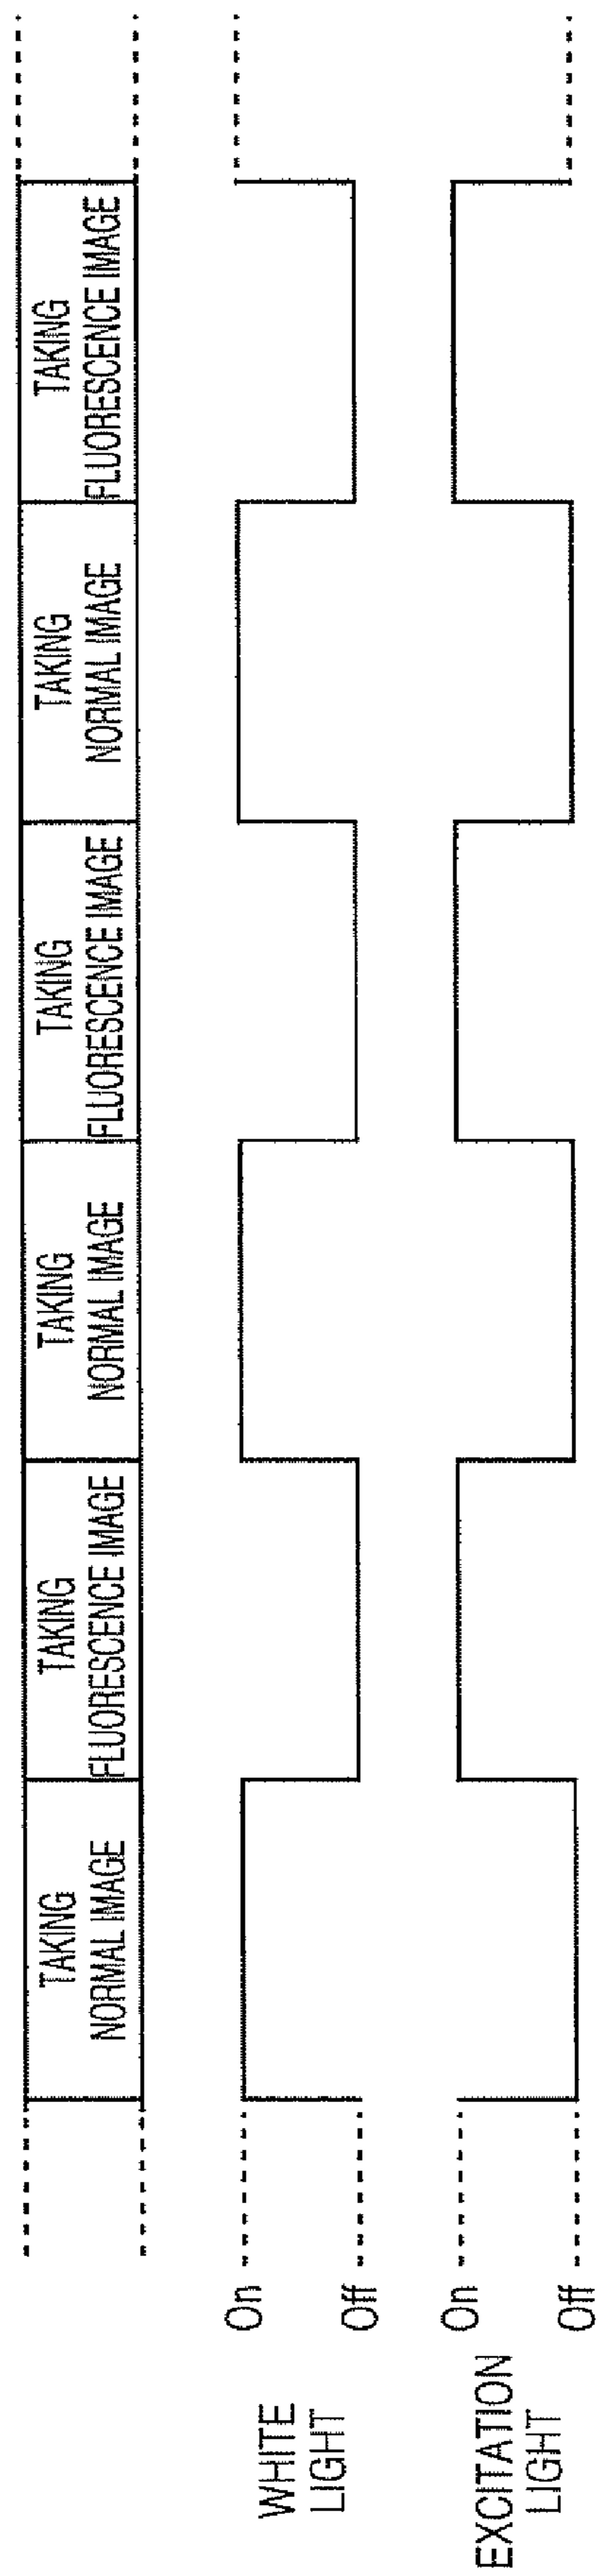 TAKING
NORMAL IMAGE
TAKING
FLUORESCENCE IMAGE
TAKING
NORMAL IMAGE
TAKING
FLUORESCENCE IMAGE
TAKING
NORMAL IMAGE
TAKING
FLUORESCENCE IMAGE
WHITE
LIGHT
On
Off
EXCITATION
LIGHT
On
Off